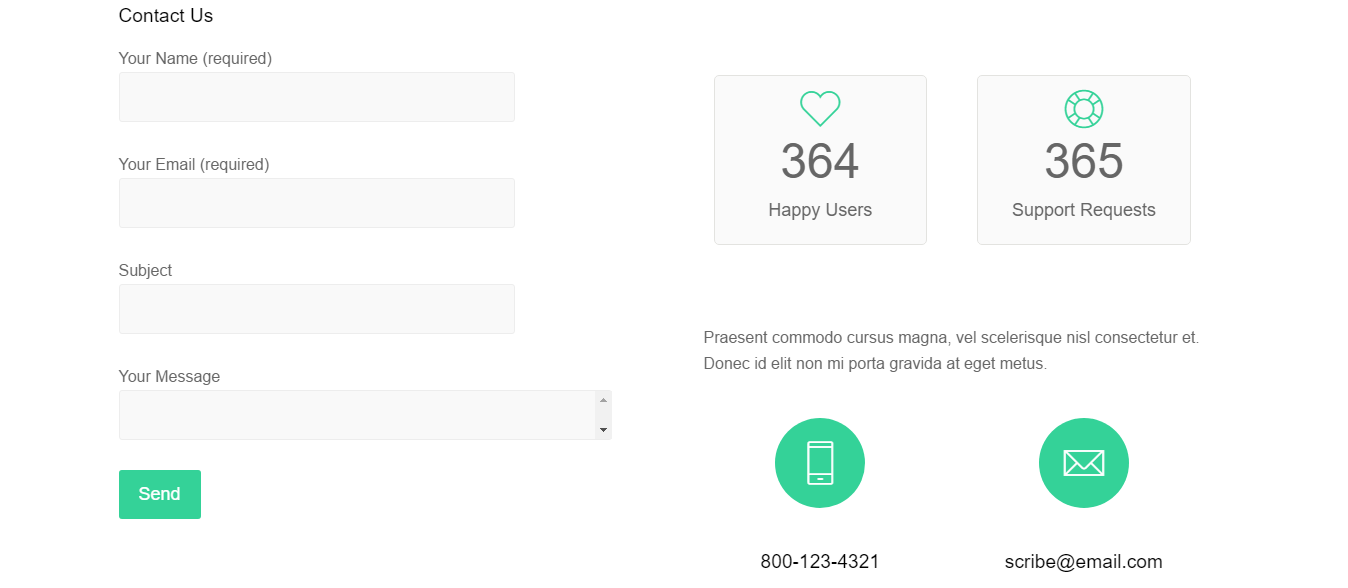 Contact Us
Your Name (required)
Your Email (required)
Subject
Your Message
Send
364
Happy Users
365
Support Requests
Praesent commodo cursus magna, vel scelerisque nisl consectetur et.
Donec id elit non mi porta gravida at eget metus.
800-123-4321
scribe@email.com